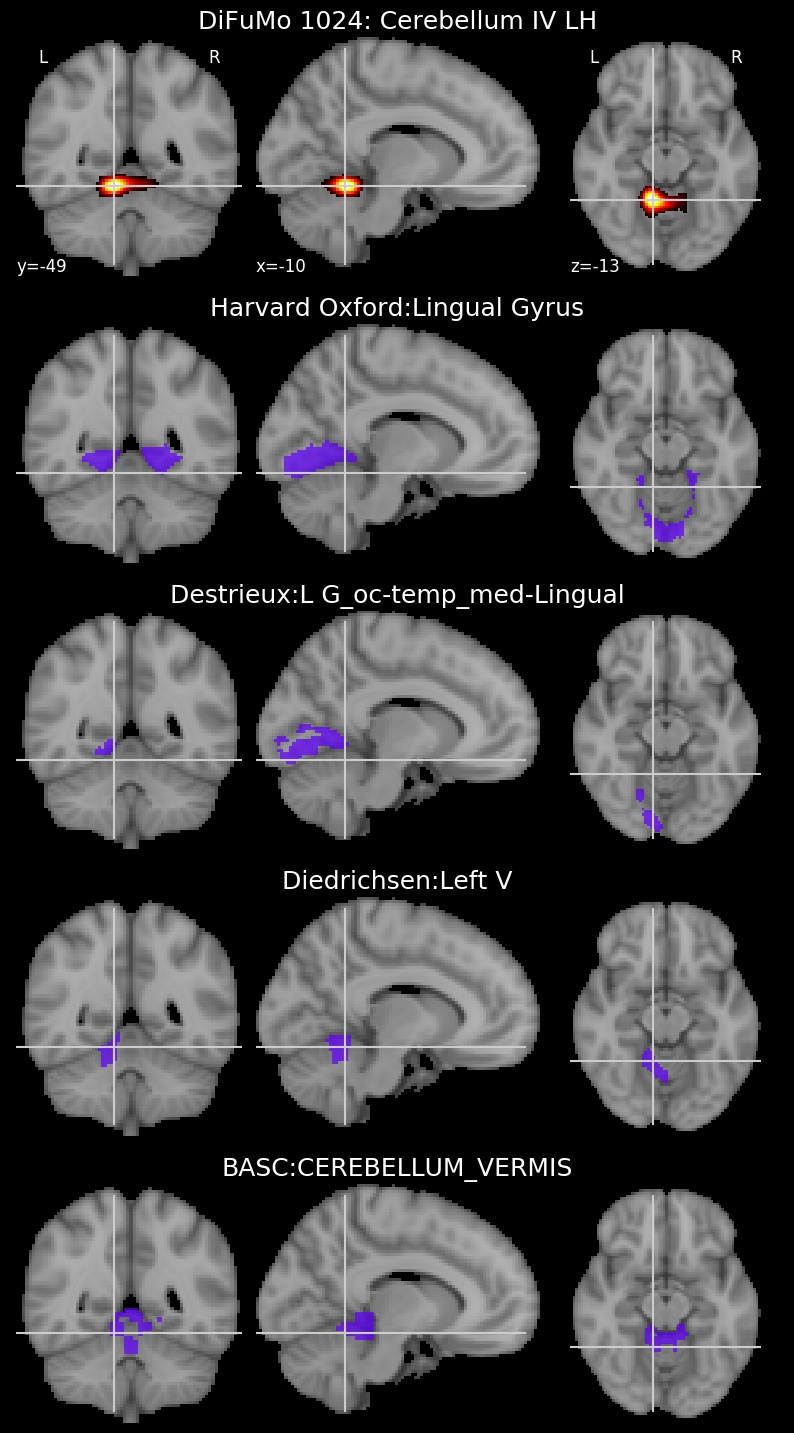 DiFuMo 1024: Cerebellum IV LH
L R L R
y=-49 x=-10 z=-13
Harvard Oxford:Lingual Gyrus
Destrieux:L G_oc-temp_med-Lingual
Diedrichsen:Left V
BASC:CEREBELLUM_VERMIS